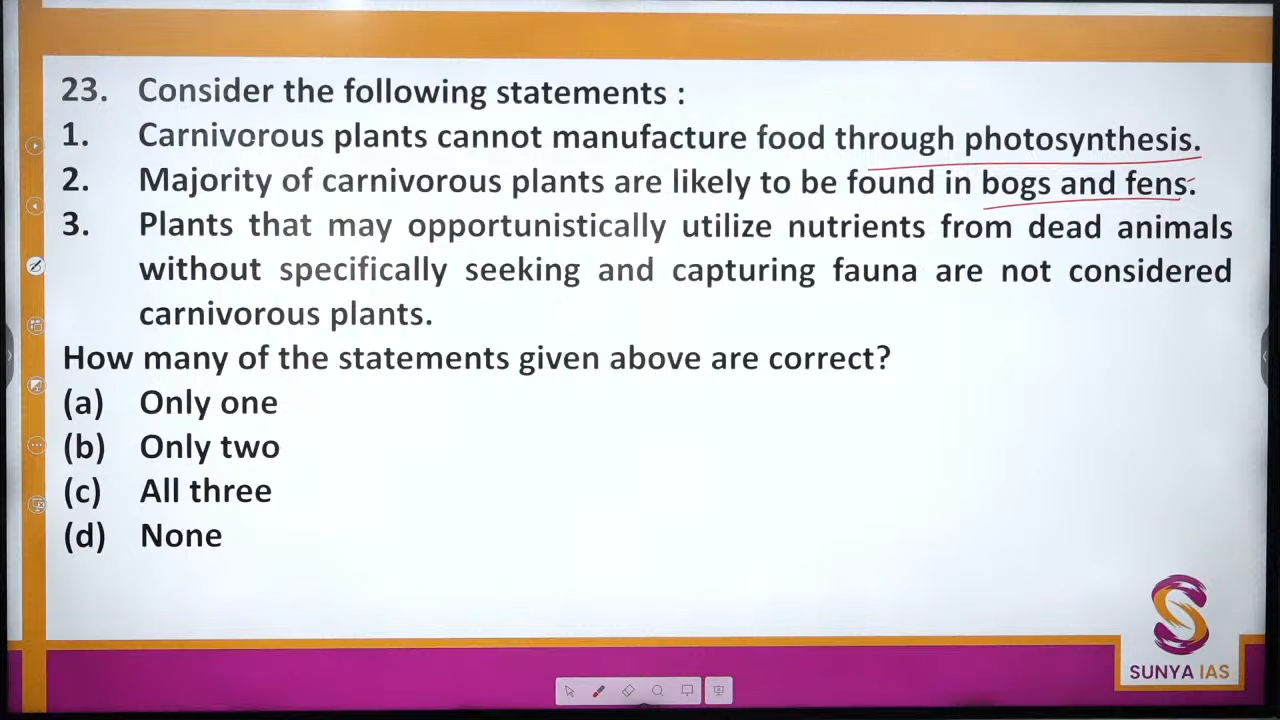 23. Consider the following statements :
1. Carnivorous plants cannot manufacture food through photosynthesis.
2. Majority of carnivorous plants are likely to be found in bogs and fens.
3. Plants that may opportunistically utilize nutrients from dead animals
without specifically seeking and capturing fauna are not considered
carnivorous plants.
How many of the statements given above are correct?
(a) Only one
(b) Only two
(c) All three
(d) None
SUNYA IAS